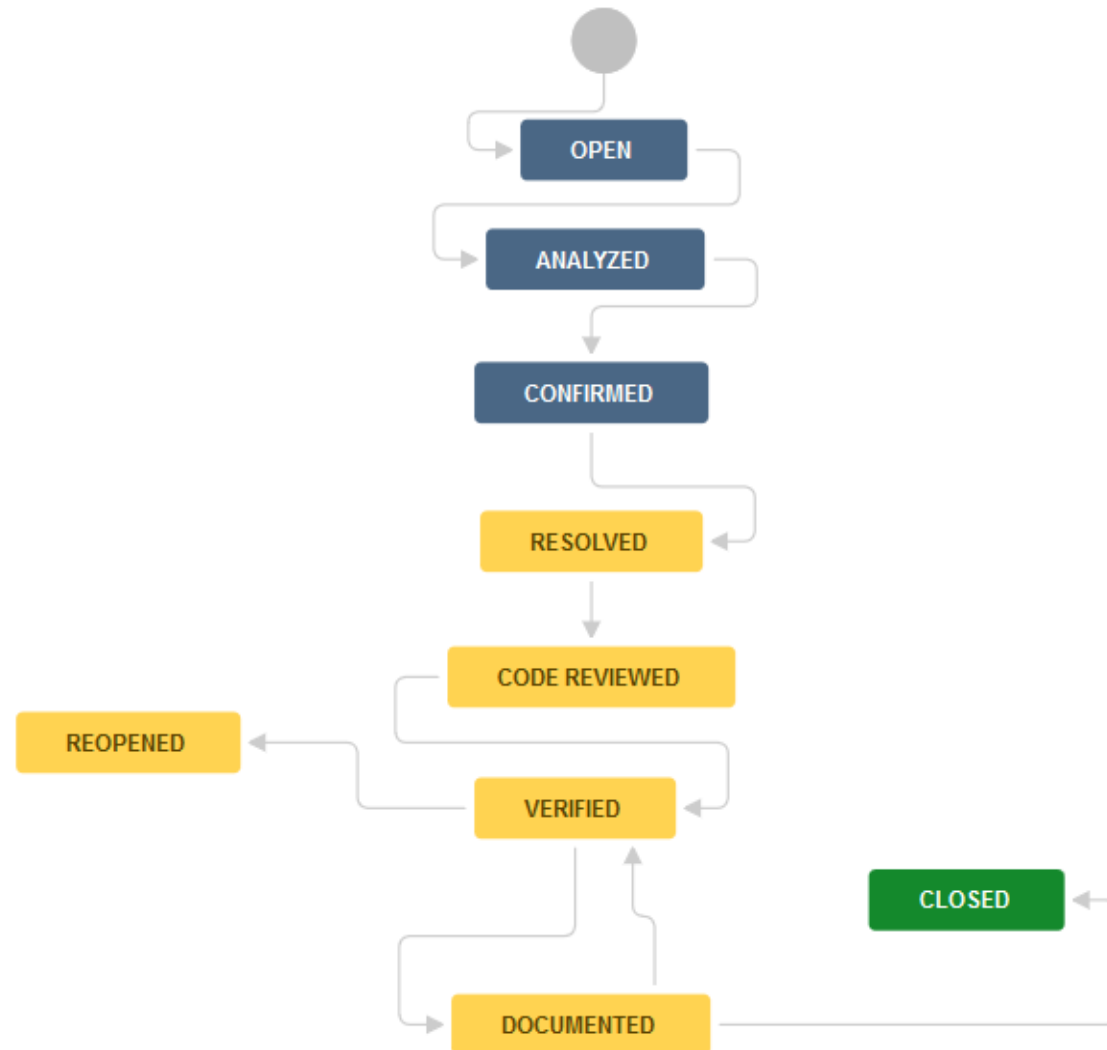 OPEN
ANALYZED
CONFIRMED
RESOLVED
CODE REVIEWED
REOPENED
VERIFIED
CLOSED
DOCUMENTED